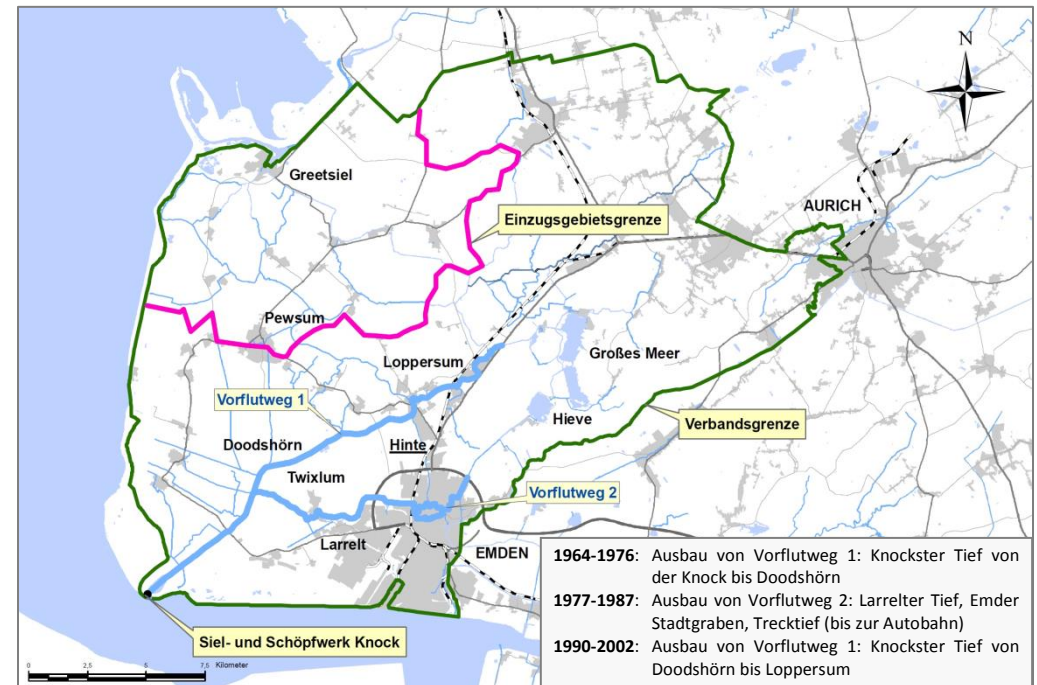 N
Greetsiel
AURICH
Einzugsgebietsgrenze
Pewsum
Großes Meer
Loppersum
Vorflutweg 1
Hieve
Verbandsgrenze
Doodshörn
Hinte
Twixlum
Vorflutweg 2
Larrelt
EMDEN
Siel- und Schöpfwerk Knock
0 2,5 5 7,5 Kilometer
1964-1976: Ausbau von Vorflutweg 1: Knockster Tief von
der Knock bis Doodshörn
1977-1987: Ausbau von Vorflutweg 2: Larrelter Tief, Emder
Stadtgraben, Trecktief (bis zur Autobahn)
1990-2002: Ausbau von Vorflutweg 1: Knockster Tief von
Doodshörn bis Loppersum